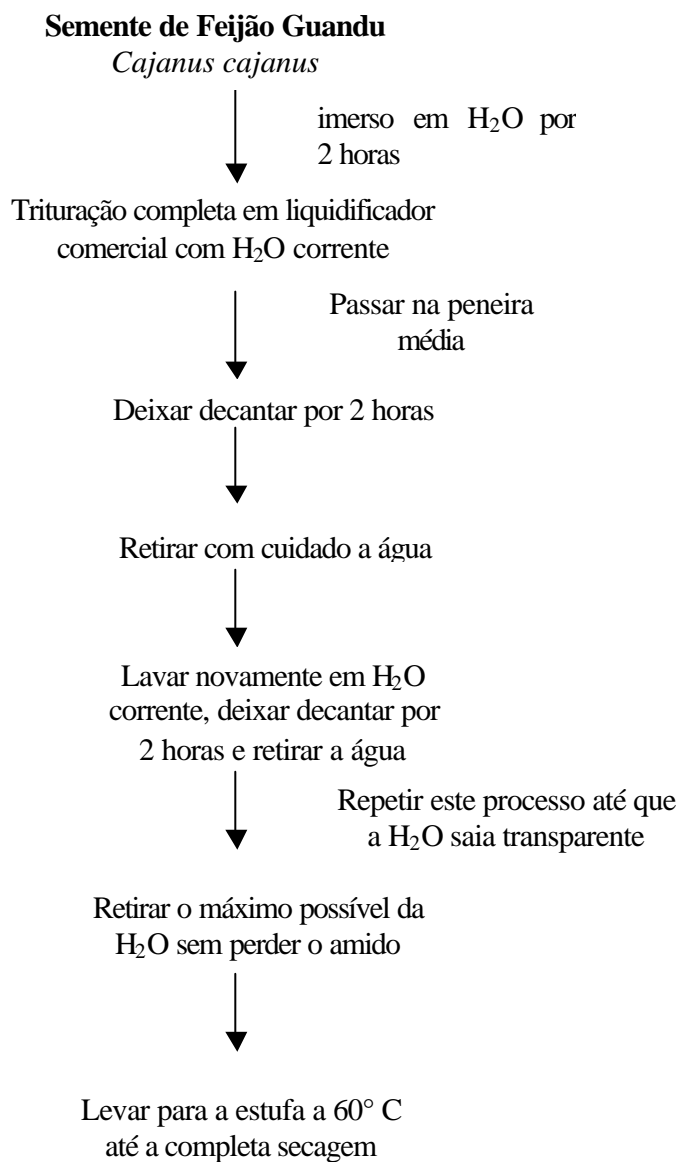 Semente de Feijão Guandu
Cajanus cajanus
imerso em H₂O por
2 horas
Trituração completa em liquidificador
comercial com H₂O corrente
Passar na peneira
média
Deixar decantar por 2 horas
Retirar com cuidado a água
Lavar novamente em H₂O
corrente, deixar decantar por
2 horas e retirar a água
Repetir este processo até que
a H₂O saia transparente
Retirar o máximo possível da
H₂O sem perder o amido
Levar para a estufa a 60° C
até a completa secagem